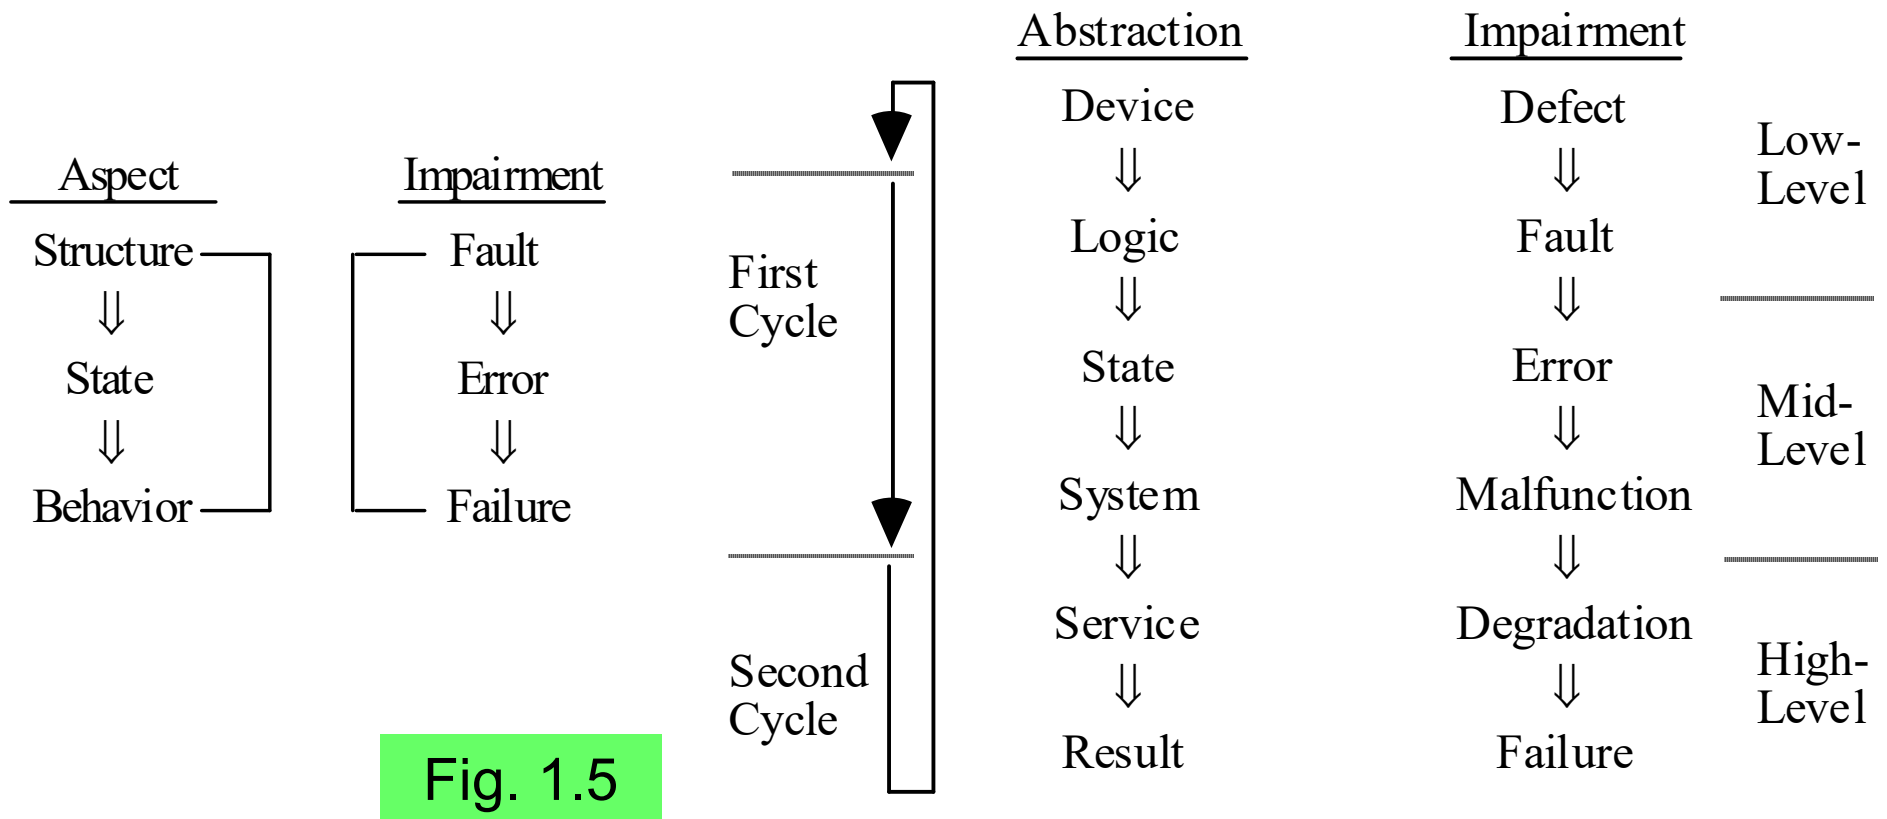 Aspect
Structure
⇓
State
⇓
Behavior
Impairment
Fault
⇓
Error
⇓
Failure
First
Cycle
Second
Cycle
Abstraction
Device
⇓
Logic
⇓
State
⇓
System
⇓
Service
⇓
Result
Impairment
Defect
⇓
Fault
⇓
Error
⇓
Malfunction
⇓
Degradation
⇓
Failure
Low-
Level
Mid-
Level
High-
Level
Fig. 1.5